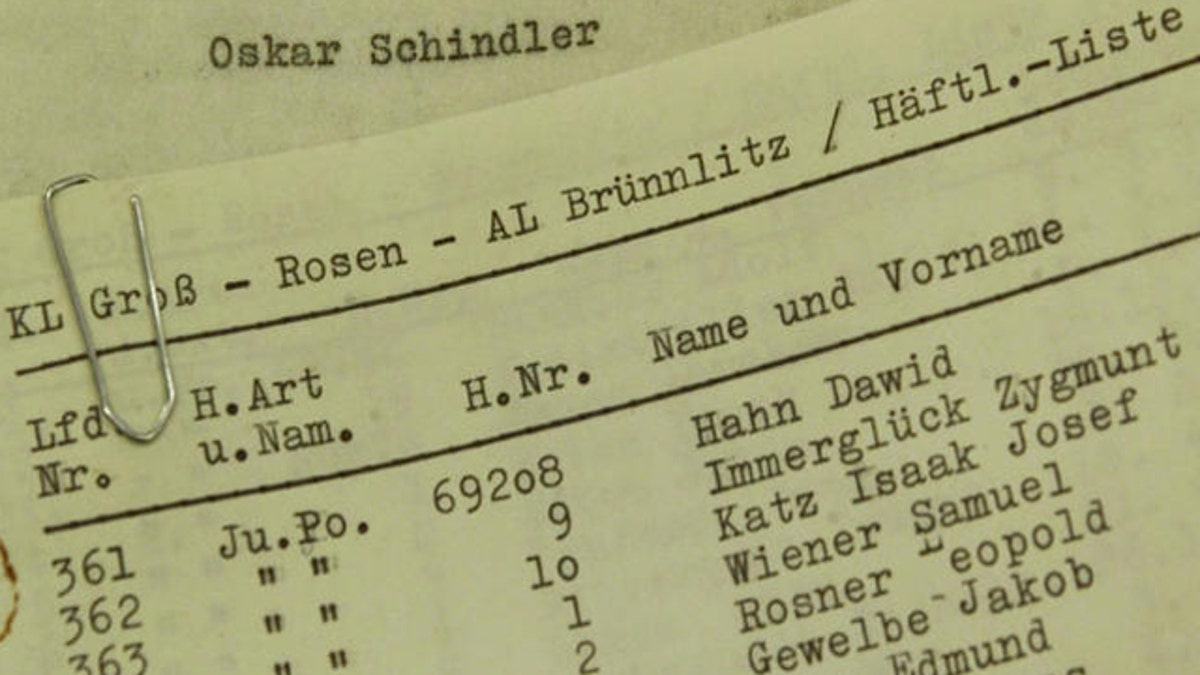 Oskar Schindler
KL Groß - Rosen - AL Brünnlitz / Häftl.-Liste
Lfd H.Art H.Nr. Name und Vorname
Nr. u.Nam.
361 Ju.Po. 69208 Hahn Dawid
362 " " 9 Immerglück Zygmunt
363 " " 10 Katz Isaak Josef
" " 1 Wiener Samuel
2 Rosner Leopold
Gewelbe Jakob
Edmund